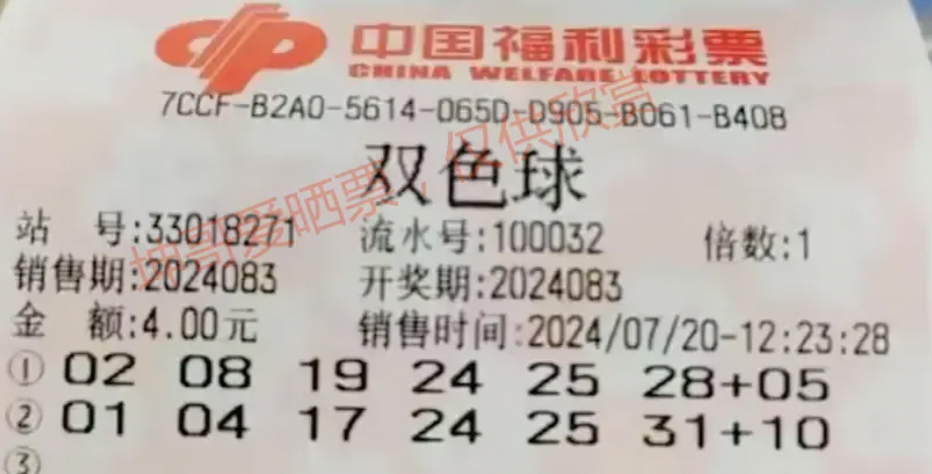 中国福利彩票
CHINA WELFARE LOTTERY
7CCF-B2A0-5614-065D-D905-B061-B408
双色球
站 号:33018271 流水号:100032 倍数:1
销售期:2024083 开奖期:2024083
金 额:4.00元 销售时间:2024/07/20-12:23:28
① 02 08 19 24 25 28+05
② 01 04 17 24 25 31+10
③
坤哥爱晒票,仅供欣赏